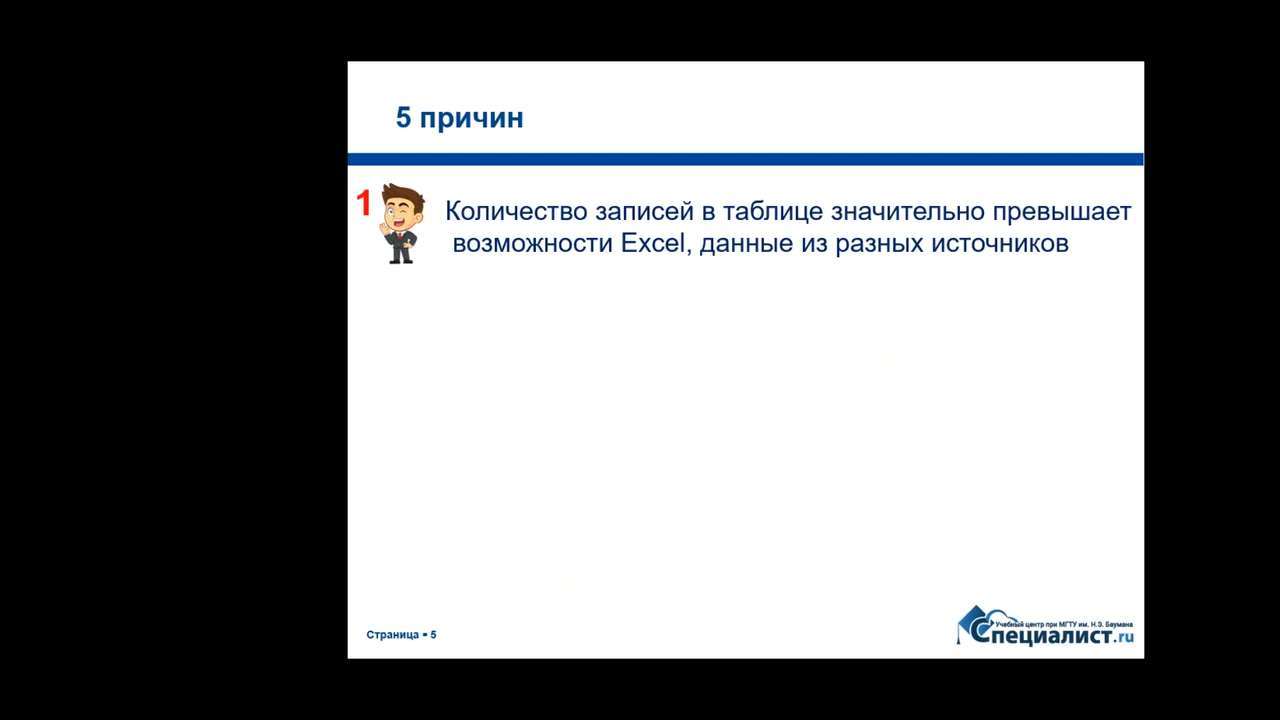 5 причин
1
Количество записей в таблице значительно превышает
возможности Excel, данные из разных источников
Страница ▪ 5
Учебный центр при МГТУ им. Н.Э. Баумана
Специалист.ru